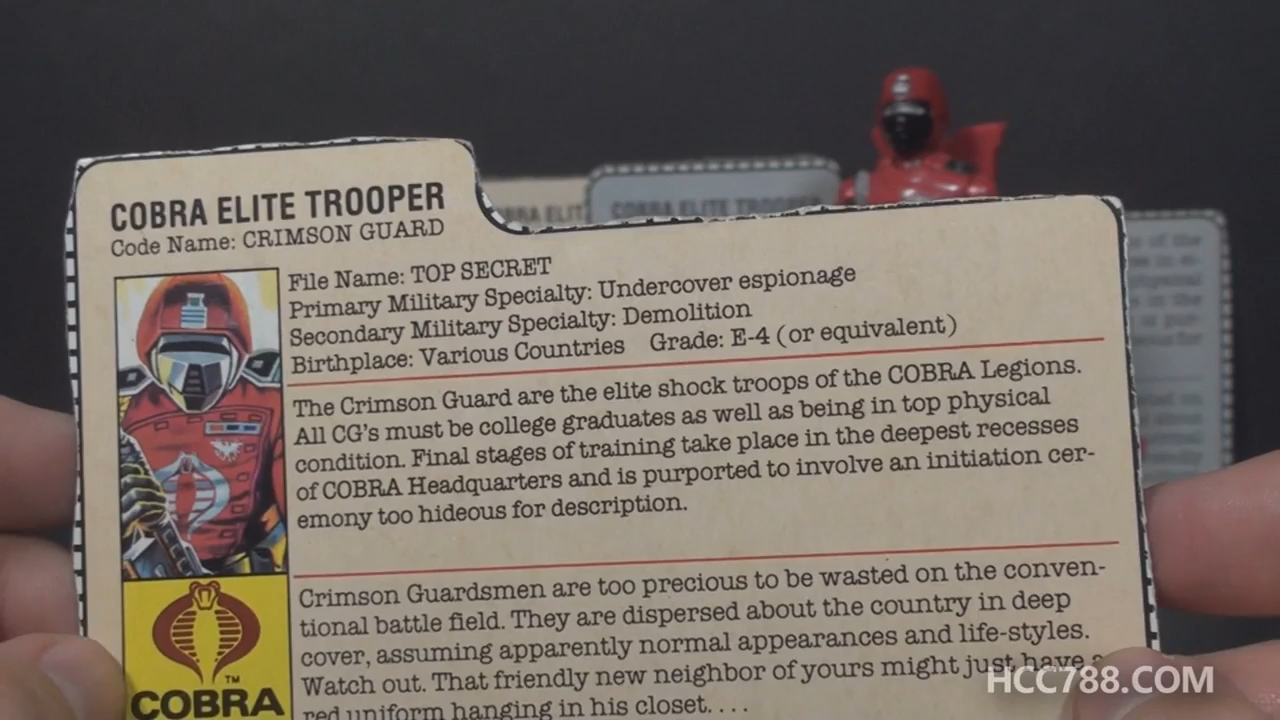 COBRA ELITE TROOPER
Code Name: CRIMSON GUARD
File Name: TOP SECRET
Primary Military Specialty: Undercover espionage
Secondary Military Specialty: Demolition
Birthplace: Various Countries Grade: E-4 (or equivalent)
The Crimson Guard are the elite shock troops of the COBRA Legions.
All CG's must be college graduates as well as being in top physical
condition. Final stages of training take place in the deepest recesses
of COBRA Headquarters and is purported to involve an initiation cer-
emony too hideous for description.
Crimson Guardsmen are too precious to be wasted on the conven-
tional battle field. They are dispersed about the country in deep
cover, assuming apparently normal appearances and life-styles.
Watch out. That friendly new neighbor of yours might just have a
red uniform hanging in his closet....
COBRA
TM
COBRA ELITE TROOPER
HCC788.COM